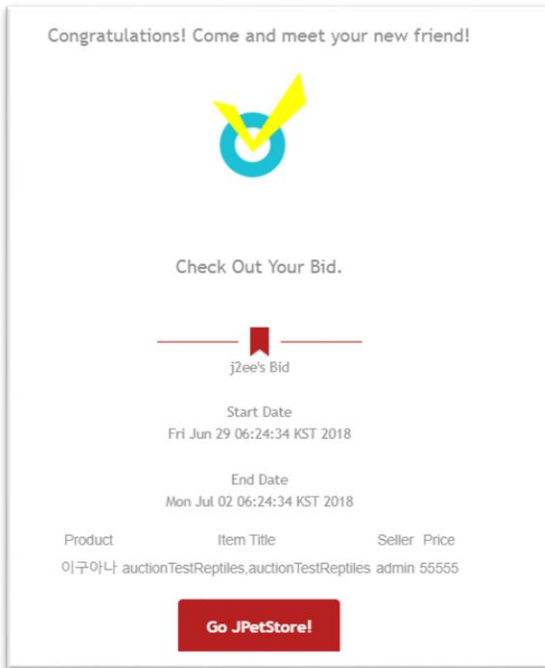 Congratulations! Come and meet your new friend!
Check Out Your Bid.
j2ee's Bid
Start Date
Fri Jun 29 06:24:34 KST 2018
End Date
Mon Jul 02 06:24:34 KST 2018
Product Item Title Seller Price
이구아나 auctionTestReptiles,auctionTestReptiles admin 55555
Go JPetStore!